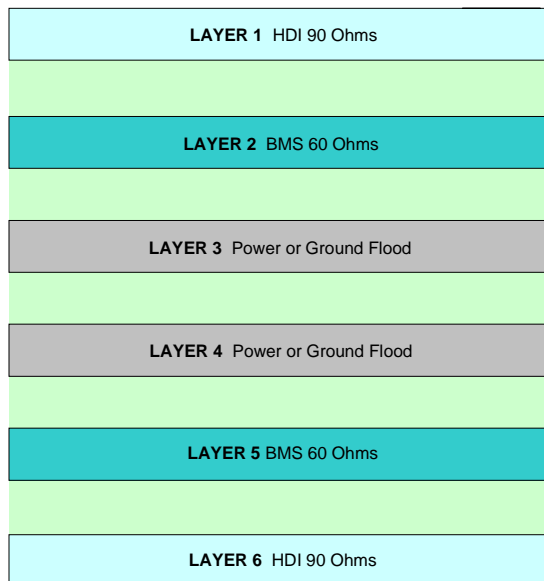 LAYER 1 HDI 90 Ohms
LAYER 2 BMS 60 Ohms
LAYER 3 Power or Ground Flood
LAYER 4 Power or Ground Flood
LAYER 5 BMS 60 Ohms
LAYER 6 HDI 90 Ohms